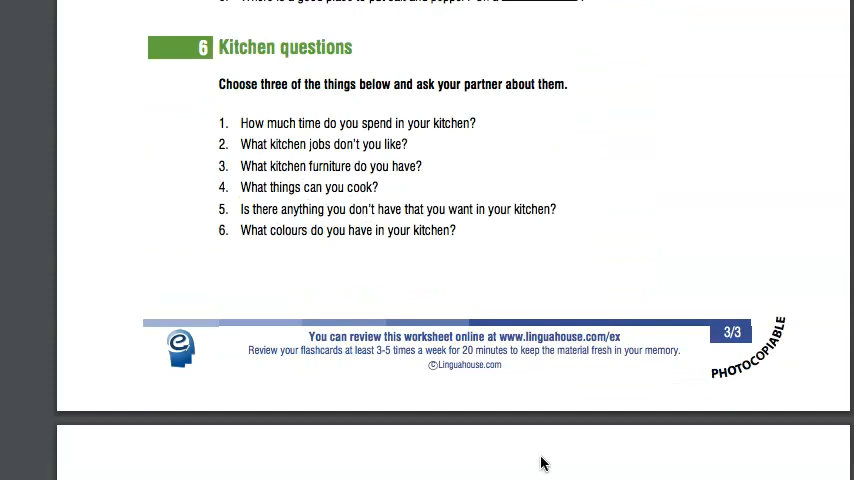 6 Kitchen questions
Choose three of the things below and ask your partner about them.
1. How much time do you spend in your kitchen?
2. What kitchen jobs don't you like?
3. What kitchen furniture do you have?
4. What things can you cook?
5. Is there anything you don't have that you want in your kitchen?
6. What colours do you have in your kitchen?
You can review this worksheet online at www.linguahouse.com/ex
3/3
Review your flashcards at least 3-5 times a week for 20 minutes to keep the material fresh in your memory.
©Linguahouse.com
PHOTOCOPIABLE
e